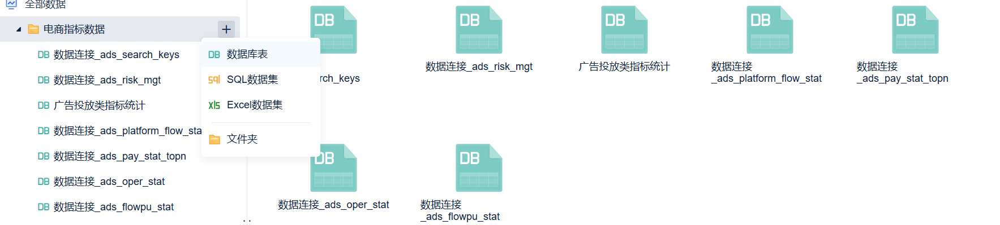 全部数据
电商指标数据
DB 数据连接_ads_search_keys
DB 数据连接_ads_risk_mgt
DB 广告投放类指标统计
DB 数据连接_ads_platform_flow_sta
DB 数据连接_ads_pay_stat_topn
DB 数据连接_ads_oper_stat
DB 数据连接_ads_flowpu_stat
DB 数据库表
sql SQL数据集
xls Excel数据集
文件夹
DB
rch_keys
DB
数据连接_ads_risk_mgt
DB
广告投放类指标统计
DB
数据连接
_ads_platform_flow_stat
DB
数据连接
_ads_pay_stat_topn
DB
数据连接_ads_oper_stat
DB
数据连接
_ads_flowpu_stat